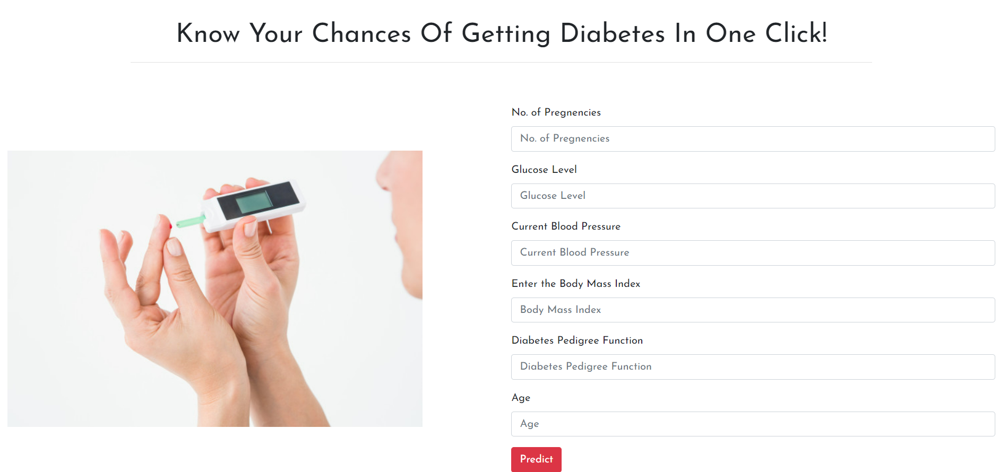 Know Your Chances Of Getting Diabetes In One Click!
No. of Pregnencies
No. of Pregnencies
Glucose Level
Glucose Level
Current Blood Pressure
Current Blood Pressure
Enter the Body Mass Index
Body Mass Index
Diabetes Pedigree Function
Diabetes Pedigree Function
Age
Age
Predict